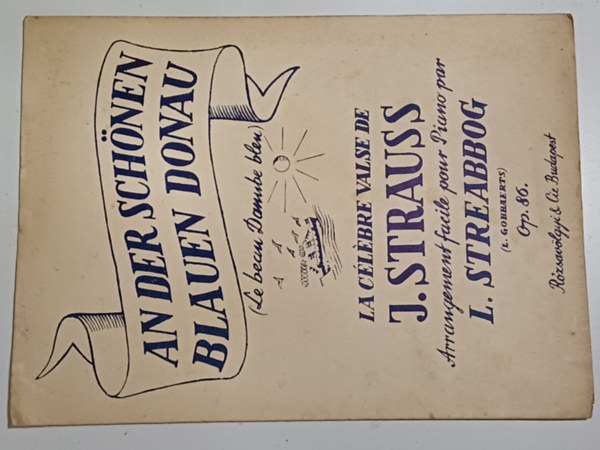 AN DER SCHÖNEN
BLAUEN DONAU
(Le beau Danube bleu)
LA CÉLÈBRE VALSE DE
J. STRAUSS
Arrangement facile pour Piano par
L. STREABBOG
(L. GOBBAERTS)
Op. 86.
Rózsavölgyi & Cie Budapest